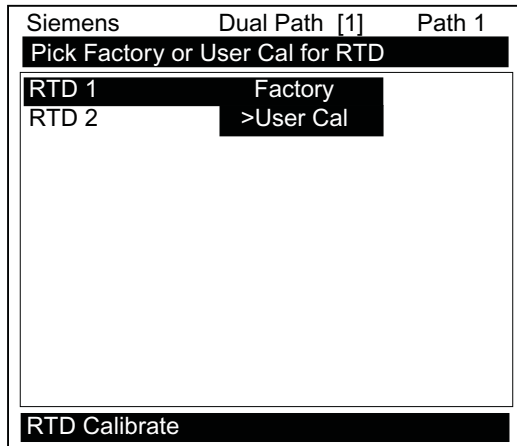 Siemens Dual Path [1] Path 1
Pick Factory or User Cal for RTD
RTD 1 Factory
RTD 2 >User Cal
RTD Calibrate